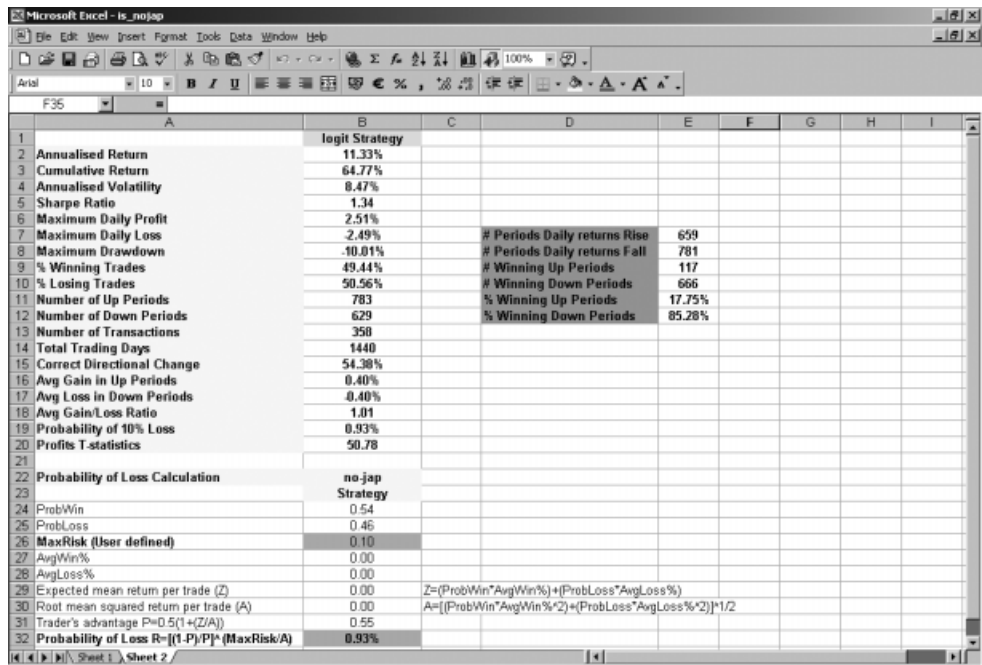 Microsoft Excel - is_nojap
File Edit View Insert Format Tools Data Window Help
100%
Arial 10 B I U
F35 =
A B C D E F G H I
1 logit Strategy
2 Annualised Return 11.33%
3 Cumulative Return 64.77%
4 Annualised Volatility 8.47%
5 Sharpe Ratio 1.34
6 Maximum Daily Profit 2.51%
7 Maximum Daily Loss -2.49% # Periods Daily returns Rise 659
8 Maximum Drawdown -10.01% # Periods Daily returns Fall 781
9 % Winning Trades 49.44% # Winning Up Periods 117
10 % Losing Trades 50.56% # Winning Down Periods 666
11 Number of Up Periods 783 % Winning Up Periods 17.75%
12 Number of Down Periods 629 % Winning Down Periods 85.28%
13 Number of Transactions 358
14 Total Trading Days 1440
15 Correct Directional Change 54.38%
16 Avg Gain in Up Periods 0.40%
17 Avg Loss in Down Periods -0.40%
18 Avg Gain/Loss Ratio 1.01
19 Probability of 10% Loss 0.93%
20 Profits T-statistics 50.78
21
22 Probability of Loss Calculation no-jap
23 Strategy
24 ProbWin 0.54
25 ProbLoss 0.46
26 MaxRisk (User defined) 0.10
27 AvgWin% 0.00
28 AvgLoss% 0.00
29 Expected mean return per trade (Z) 0.00 Z=(ProbWin*AvgWin%)+(ProbLoss*AvgLoss%)
30 Root mean squared return per trade (A) 0.00 A=[(ProbWin*AvgWin%^2)+(ProbLoss*AvgLoss%^2)]^1/2
31 Trader's advantage P=0.5(1+(Z/A)) 0.55
32 Probability of Loss R=[(1-P)/P]^(MaxRisk/A) 0.93%
Sheet 1 Sheet 2